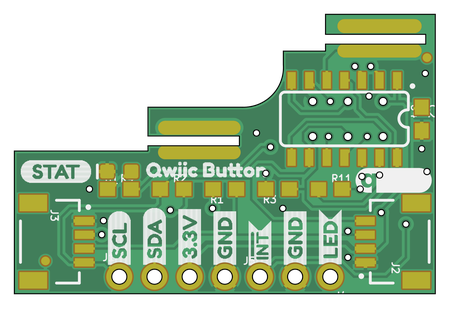 STAT
Qwiic Button
R1
R3
R11
J3
J2
SCL
SDA
3.3V
GND
INT
GND
LED